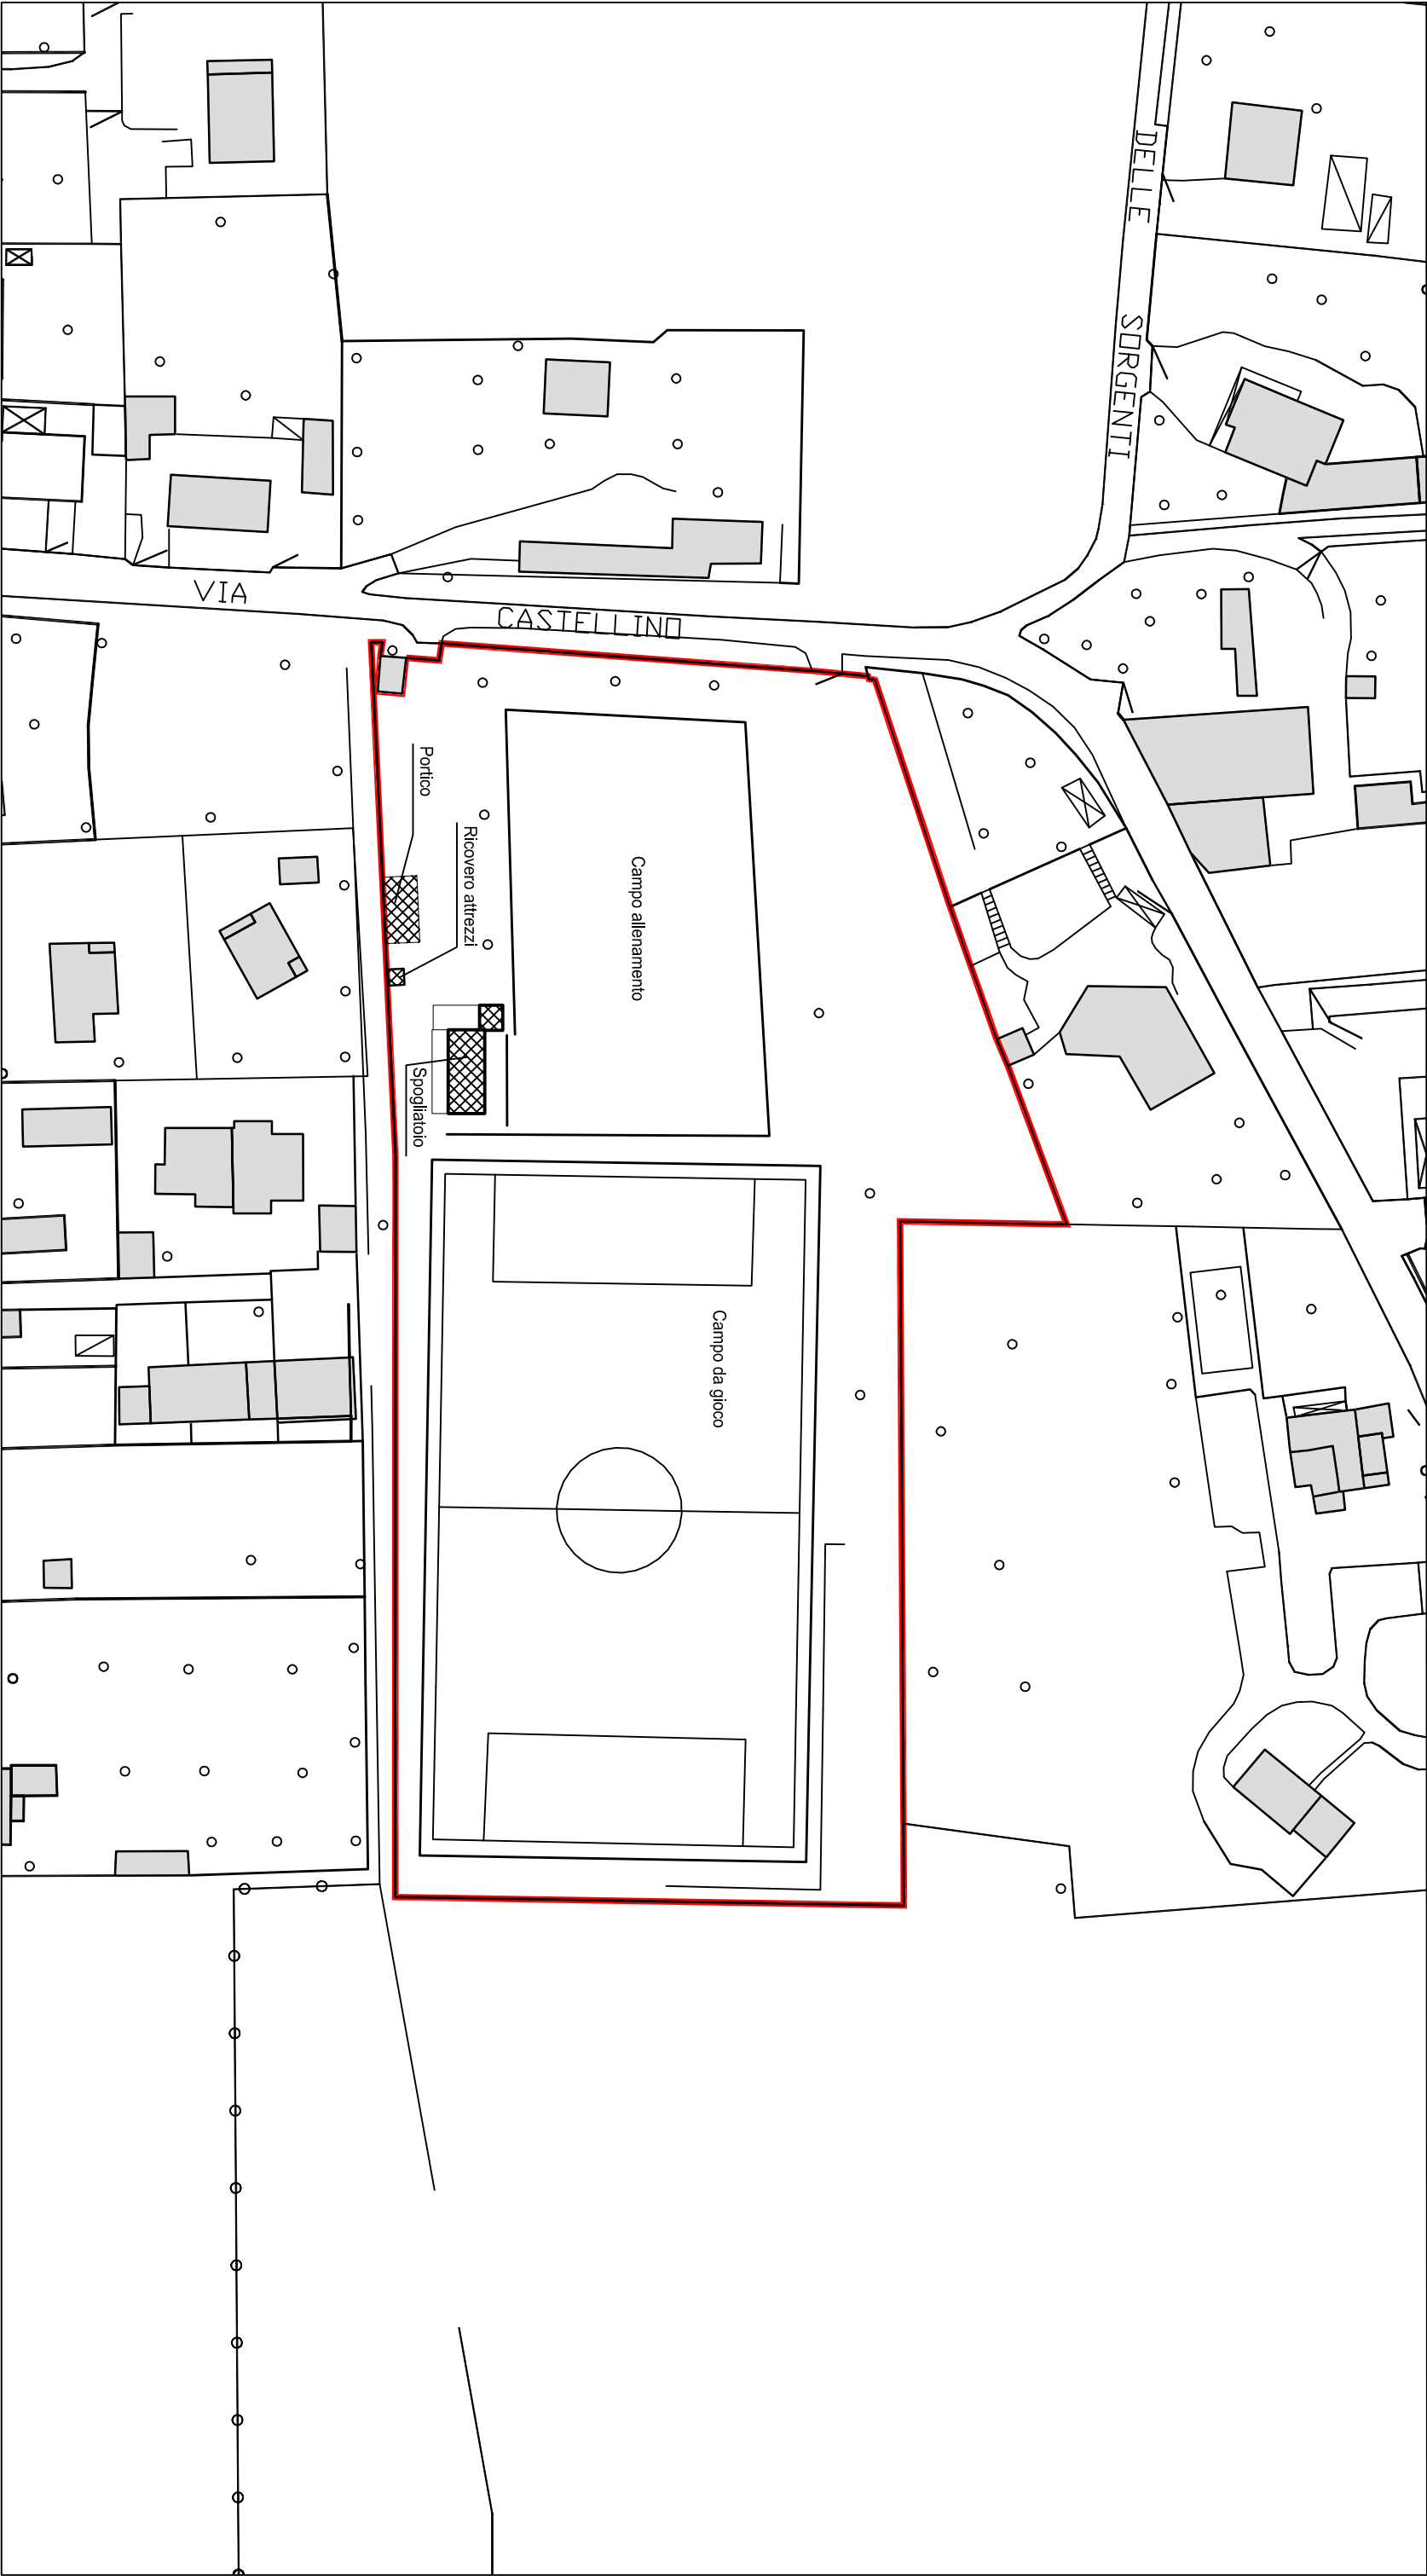 DELLE SORGENTI
VIA CASTELLINO
Portico
Ricovero attrezzi
Campo allenamento
Spogliatoio
Campo da gioco